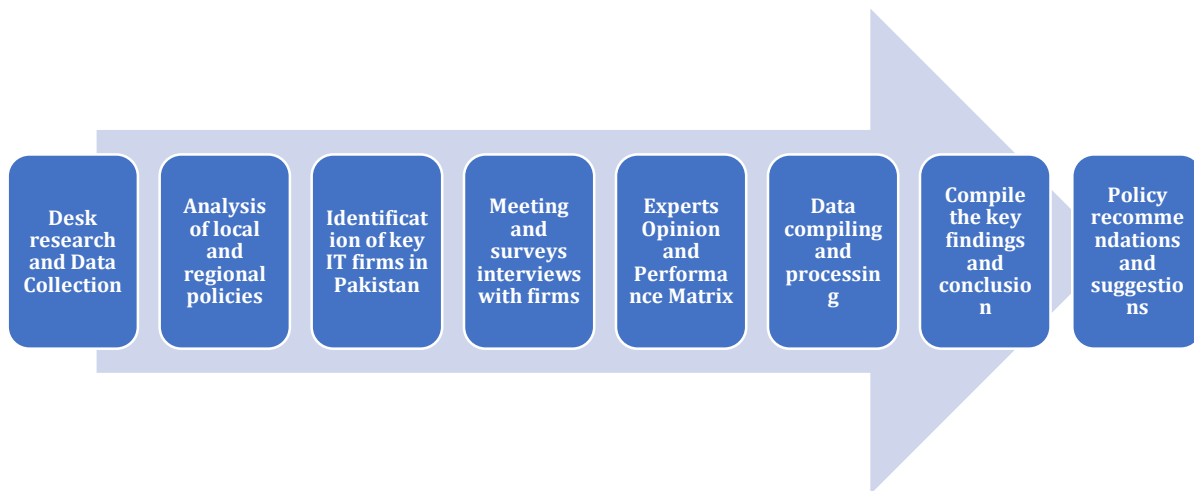 Desk
research
and Data
Collection
Analysis
of local
and
regional
policies
Identificat
ion of key
IT firms in
Pakistan
Meeting
and
surveys
interviews
with firms
Experts
Opinion
and
Performa
nce Matrix
Data
compiling
and
processin
g
Compile
the key
findings
and
conclusio
n
Policy
recomme
ndations
and
suggestio
ns